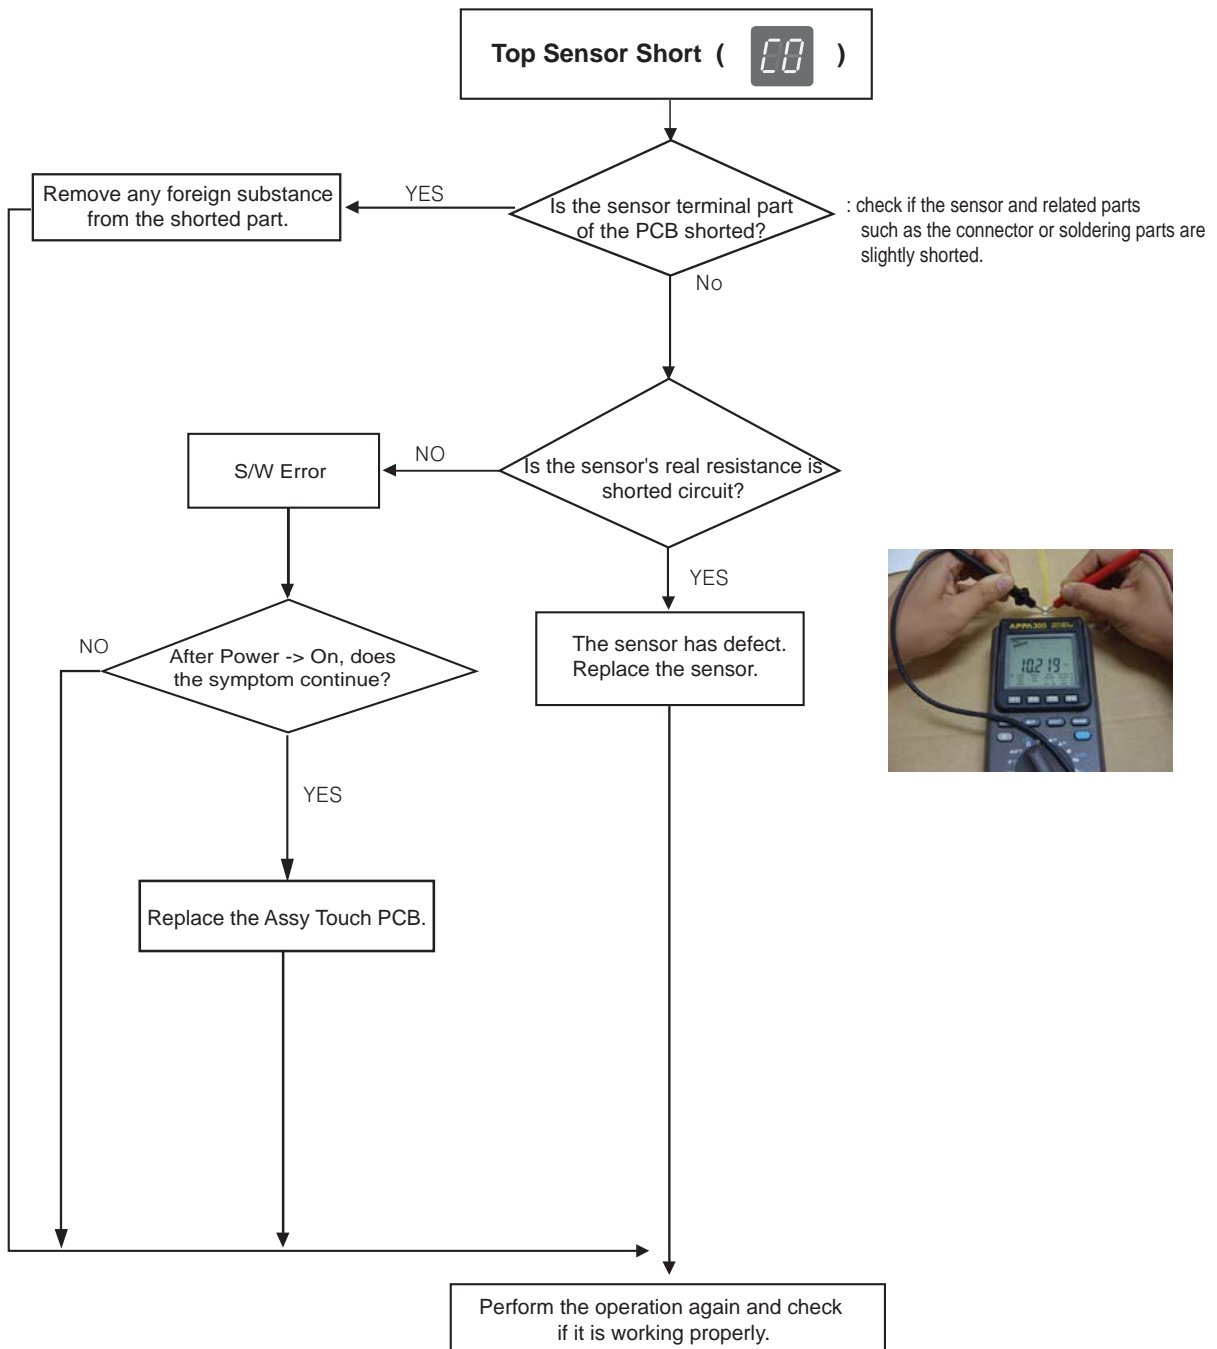 Top Sensor Short ( C0 )
Is the sensor terminal part
of the PCB shorted?
: check if the sensor and related parts
such as the connector or soldering parts are
slightly shorted.
YES
Remove any foreign substance
from the shorted part.
No
Is the sensor's real resistance is
shorted circuit?
NO
S/W Error
YES
The sensor has defect.
Replace the sensor.
APPA 305
10.219
After Power -> On, does
the symptom continue?
NO
YES
Replace the Assy Touch PCB.
Perform the operation again and check
if it is working properly.